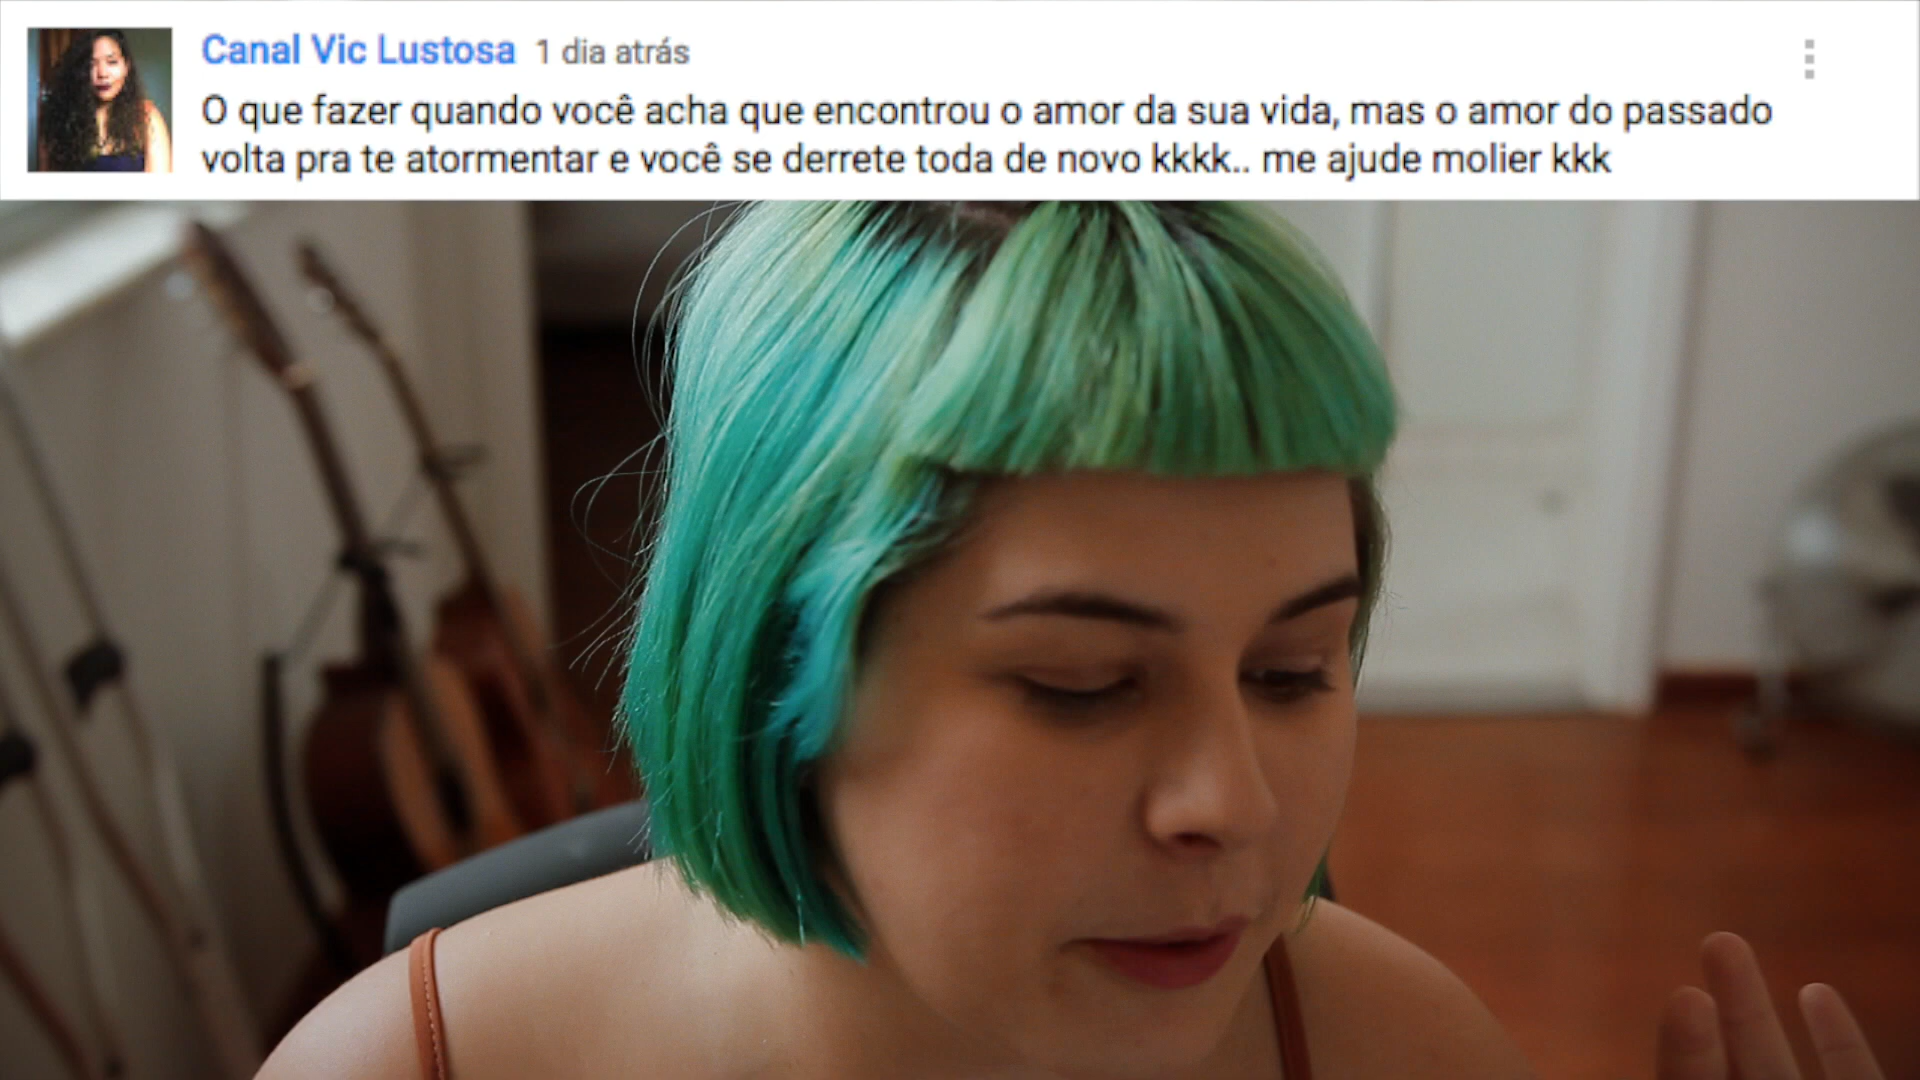 Canal Vic Lustosa 1 dia atrás
O que fazer quando você acha que encontrou o amor da sua vida, mas o amor do passado
volta pra te atormentar e você se derrete toda de novo kkkk.. me ajude molier kkk